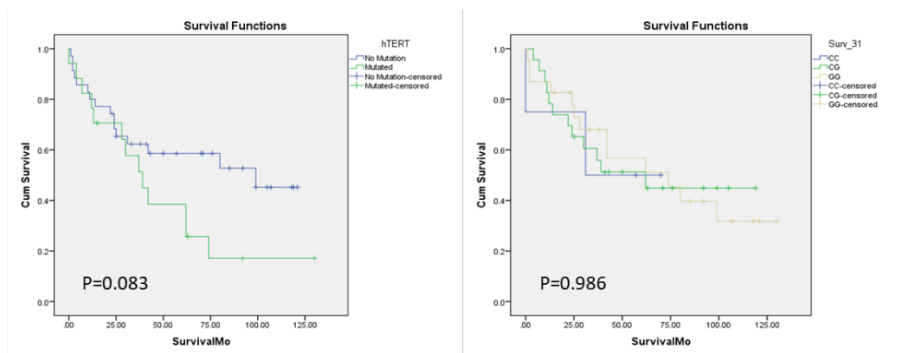 Survival Functions
hTERT
No Mutation
Mutated
No Mutation-censored
Mutated-censored
1.0
0.8
0.6
0.4
0.2
0.0
Cum Survival
P=0.083
.00 25.00 50.00 75.00 100.00 125.00
SurvivalMo
Survival Functions
Surv_31
CC
CG
GG
CC-censored
CG-censored
GG-censored
1.0
0.8
0.6
0.4
0.2
0.0
Cum Survival
P=0.986
.00 25.00 50.00 75.00 100.00 125.00
SurvivalMo